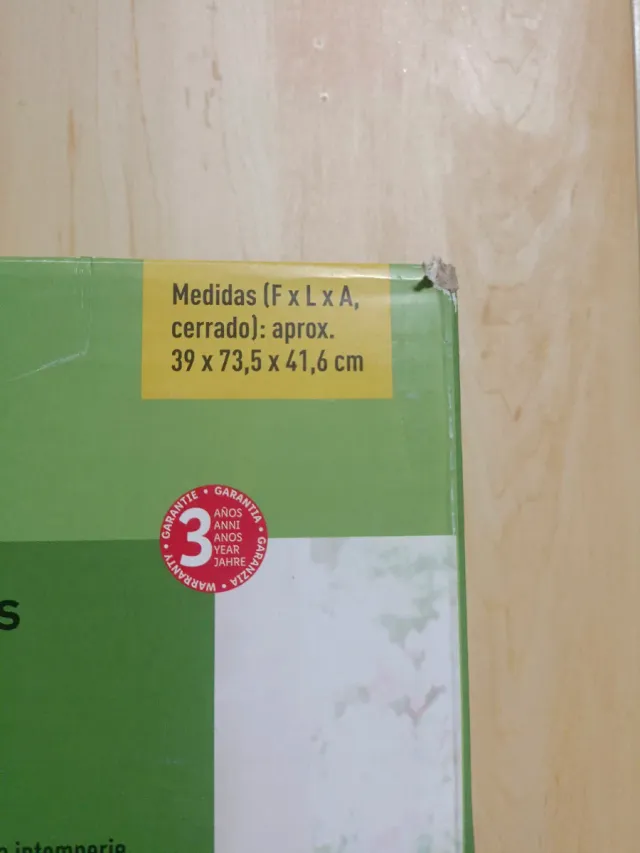 Medidas (F x L x A,
cerrado): aprox.
39 x 73,5 x 41,6 cm
GARANTIE • GARANTIA • GARANZIA • WARRANTY •
3
AÑOS
ANNI
ANOS
YEAR
JAHRE
s
intemperie